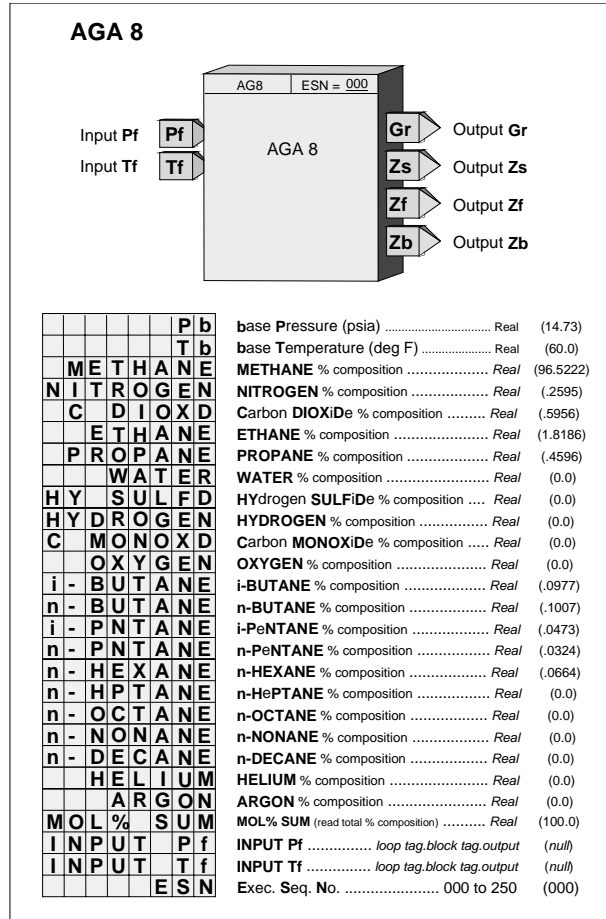 AGA 8
AG8 ESN = 000
Input Pf Pf Gr Output Gr
Input Tf Tf AGA 8 Zs Output Zs
Zf Output Zf
Zb Output Zb
Pb base Pressure (psia) ................................ Real (14.73)
Tb base Temperature (deg F) ..................... Real (60.0)
METHANE METHANE % composition ..................... Real (96.5222)
NITROGEN NITROGEN % composition ................... Real (.2595)
C DIOXD Carbon DIOXiDe % composition ......... Real (.5956)
ETHANE ETHANE % composition ....................... Real (1.8186)
PROPANE PROPANE % composition ..................... Real (.4596)
WATER WATER % composition ......................... Real (0.0)
HY SULFD HYdrogen SULFiDe % composition .... Real (0.0)
HYDROGEN HYDROGEN % composition .................. Real (0.0)
C MONOXD Carbon MONOXiDe % composition ...... Real (0.0)
OXYGEN OXYGEN % composition ....................... Real (0.0)
i-BUTANE i-BUTANE % composition ..................... Real (.0977)
n-BUTANE n-BUTANE % composition .................... Real (.1007)
i-PNTANE i-PeNTANE % composition ................... Real (.0473)
n-PNTANE n-PeNTANE % composition .................. Real (.0324)
n-HEXANE n-HEXANE % composition .................... Real (.0664)
n-HPTANE n-HePTANE % composition .................. Real (0.0)
n-OCTANE n-OCTANE % composition .................... Real (0.0)
n-NONANE n-NONANE % composition ................... Real (0.0)
n-DECANE n-DECANE % composition .................... Real (0.0)
HELIUM HELIUM % composition ........................ Real (0.0)
ARGON ARGON % composition ......................... Real (0.0)
MOL% SUM MOL% SUM (read total % composition) .......... Real (100.0)
INPUT Pf INPUT Pf ............... loop tag.block tag.output (null)
INPUT Tf INPUT Tf ............... loop tag.block tag.output (null)
ESN Exec. Seq. No. ...................... 000 to 250 (000)